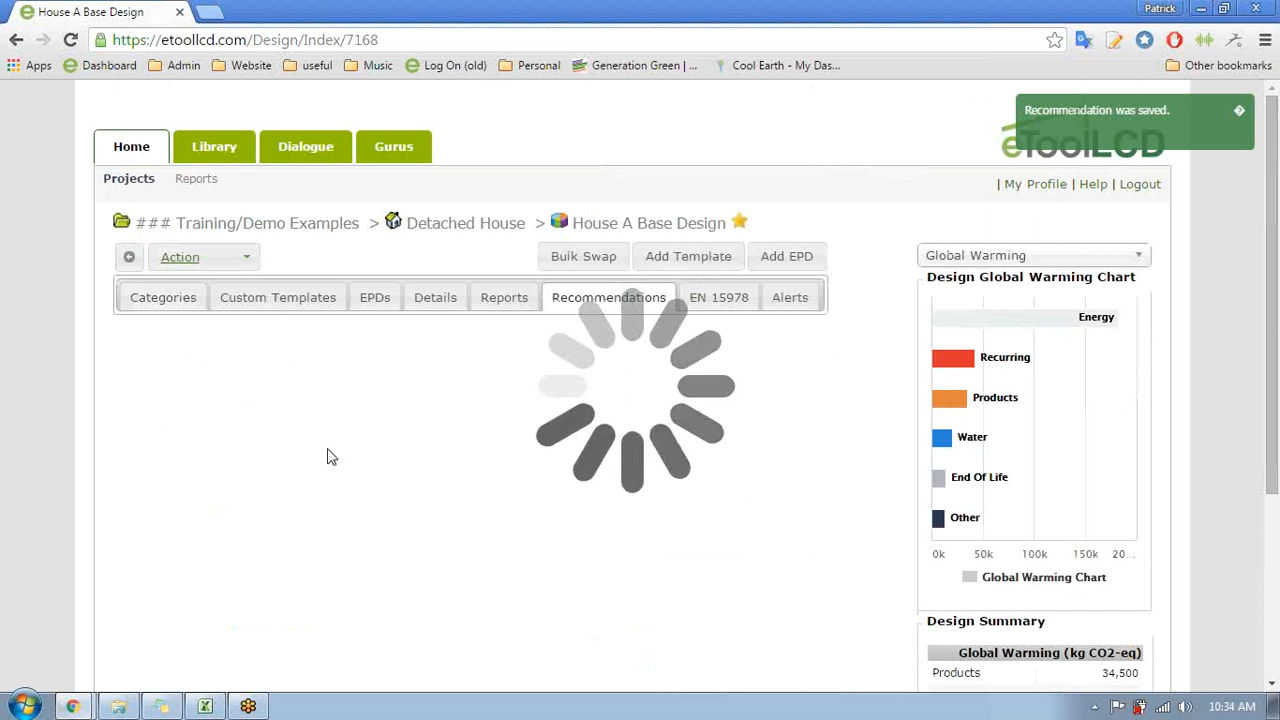 House A Base Design
Patrick
https://etoollcd.com/Design/Index/7168
Apps Dashboard Admin Website useful Music Log On (old) Personal Generation Green | ... Cool Earth - My Das... Other bookmarks
Recommendation was saved.
eToolLCD
Home Library Dialogue Gurus
Projects Reports
| My Profile | Help | Logout
### Training/Demo Examples > Detached House > House A Base Design
Action Bulk Swap Add Template Add EPD
Global Warming
Categories Custom Templates EPDs Details Reports Recommendations EN 15978 Alerts
Design Global Warming Chart
Energy
Recurring
Products
Water
End Of Life
Other
0k 50k 100k 150k 20...
Global Warming Chart
Design Summary
Global Warming (kg CO2-eq)
Products 34,500
10:34 AM